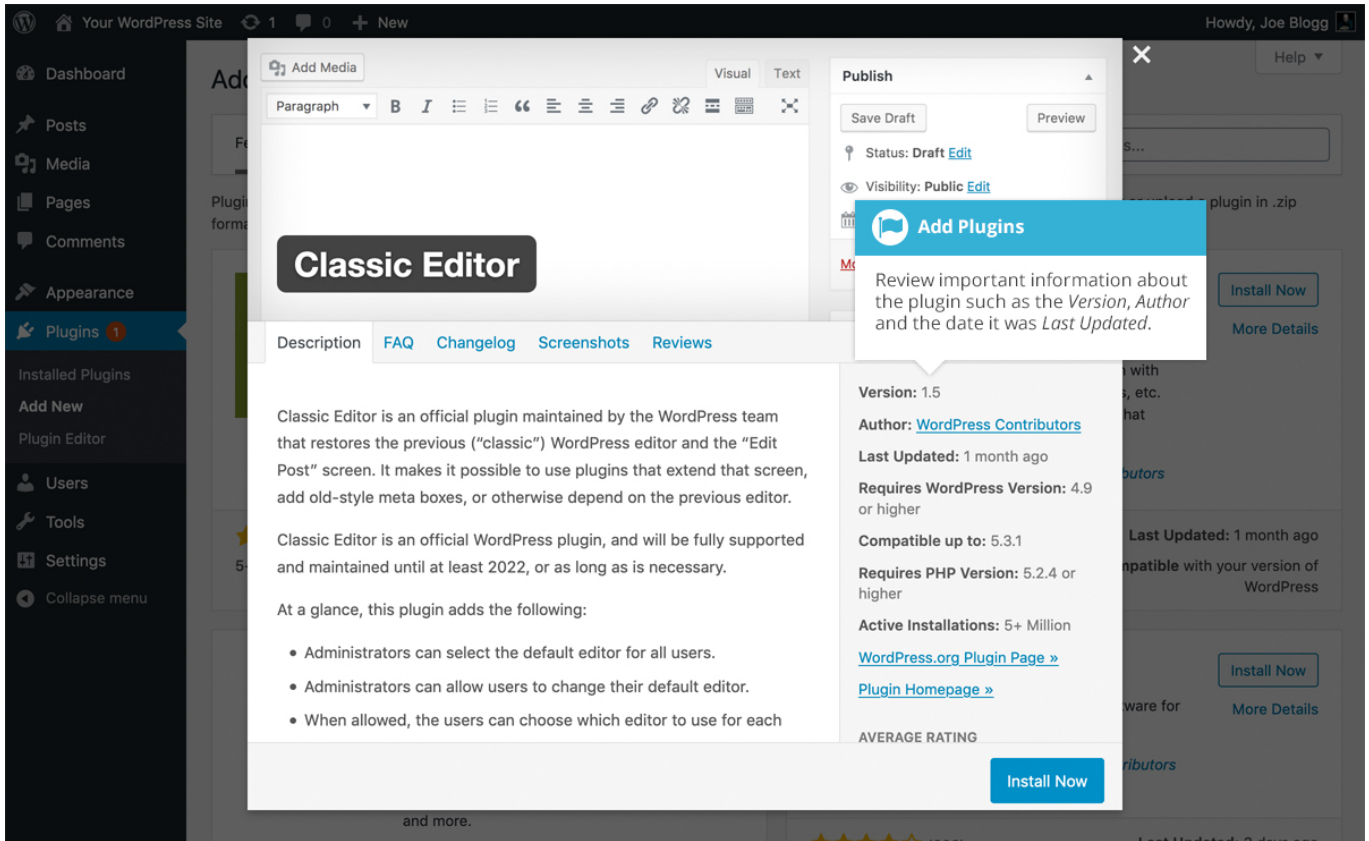 Your WordPress Site 1 0 New
Howdy, Joe Blogg
Dashboard
Posts
Media
Pages
Comments
Appearance
Plugins 1
Installed Plugins
Add New
Plugin Editor
Users
Tools
Settings
Collapse menu
Help
Add Media
Visual Text
Paragraph
Classic Editor
Publish
Save Draft Preview
Status: Draft Edit
Visibility: Public Edit
Add Plugins
Review important information about
the plugin such as the Version, Author
and the date it was Last Updated.
Description FAQ Changelog Screenshots Reviews
Classic Editor is an official plugin maintained by the WordPress team
that restores the previous (“classic”) WordPress editor and the “Edit
Post” screen. It makes it possible to use plugins that extend that screen,
add old-style meta boxes, or otherwise depend on the previous editor.
Classic Editor is an official WordPress plugin, and will be fully supported
and maintained until at least 2022, or as long as is necessary.
At a glance, this plugin adds the following:
• Administrators can select the default editor for all users.
• Administrators can allow users to change their default editor.
• When allowed, the users can choose which editor to use for each
Version: 1.5
Author: WordPress Contributors
Last Updated: 1 month ago
Requires WordPress Version: 4.9
or higher
Compatible up to: 5.3.1
Requires PHP Version: 5.2.4 or
higher
Active Installations: 5+ Million
WordPress.org Plugin Page »
Plugin Homepage »
AVERAGE RATING
Install Now
plugin in .zip
Install Now
More Details
with
etc.
Last Updated: 1 month ago
with your version of
WordPress
Install Now
More Details
for
and more.